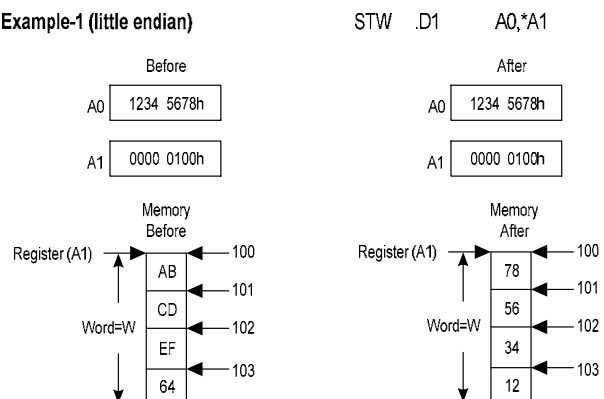 Example-1 (little endian) STW .D1 A0,*A1
Before After
A0 1234 5678h A0 1234 5678h
A1 0000 0100h A1 0000 0100h
Memory Memory
Before After
Register (A1) 100 Register (A1) 100
AB 78
101 101
CD 56
Word=W 102 Word=W 102
EF 34
103 103
64 12